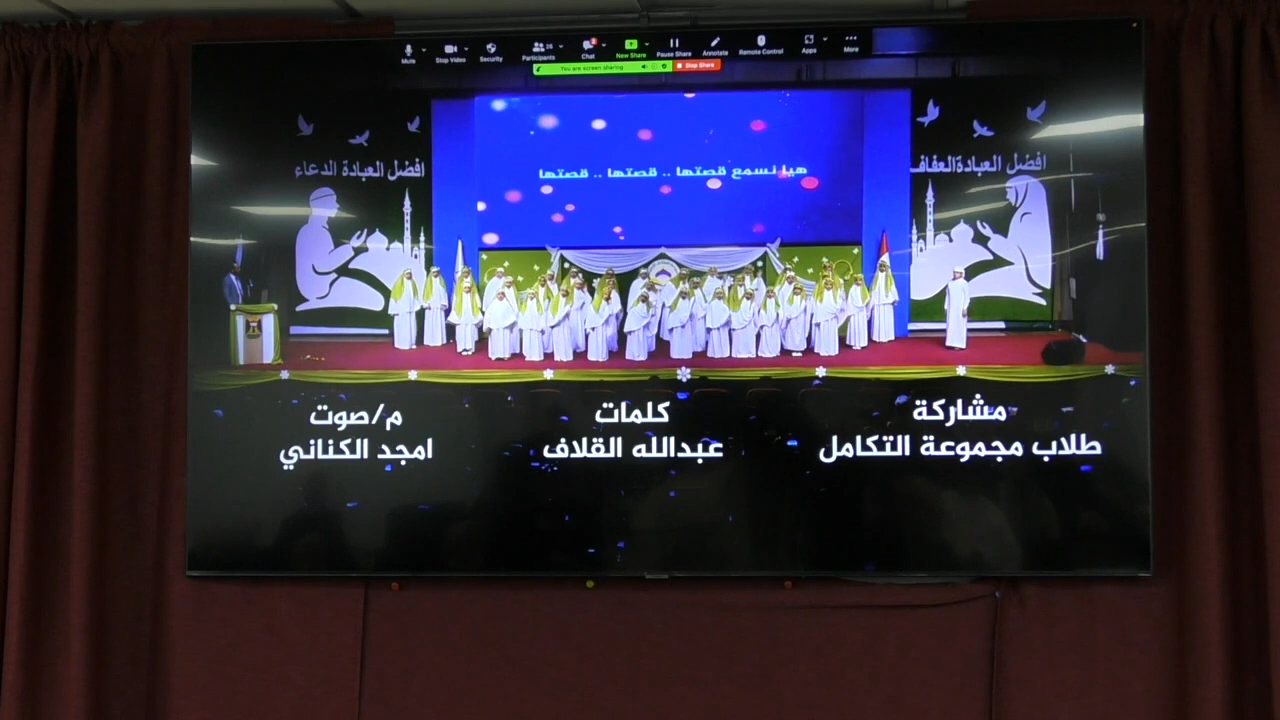 Mute
Stop Video
Security
Participants
26
Chat
New Share
Pause Share
Annotate
Remote Control
Apps
More
You are screen sharing
Stop Share
هيا نسمع قصتها .. قصتها .. قصتها
افضل العبادة العفاف
افضل العبادة الدعاء
مشاركة
طلاب مجموعة التكامل
كلمات
عبدالله القلاف
م/صوت
امجد الكناني